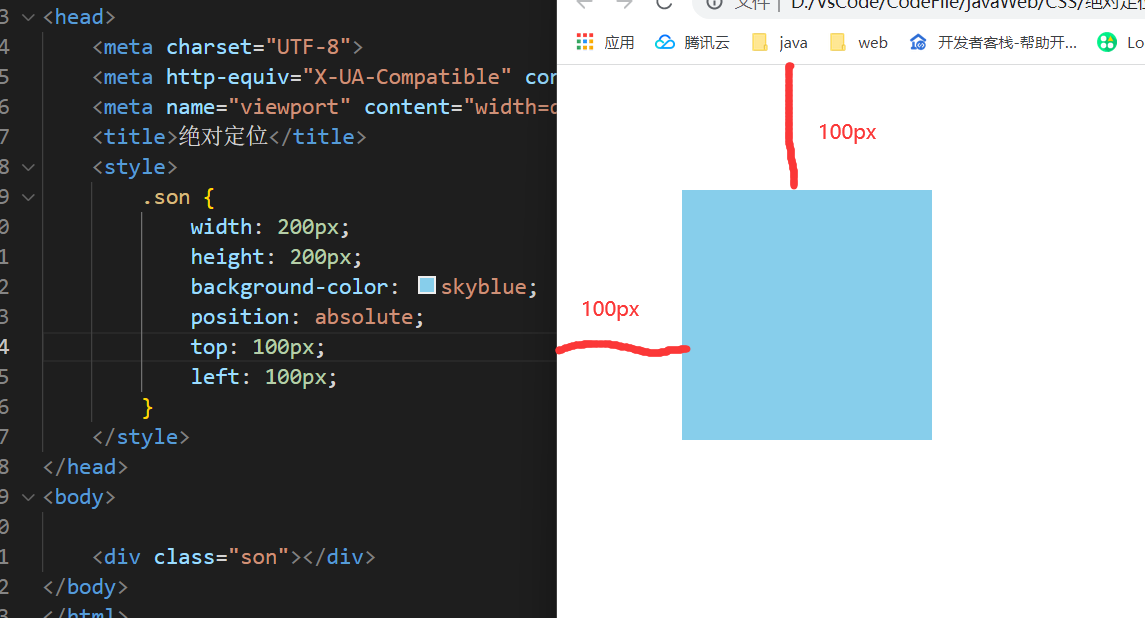 3 <head>
4 <meta charset="UTF-8">
5 <meta http-equiv="X-UA-Compatible" con
6 <meta name="viewport" content="width=d
7 <title>绝对定位</title>
8 <style>
9 .son {
0 width: 200px;
1 height: 200px;
2 background-color: skyblue;
3 position: absolute;
4 top: 100px;
5 left: 100px;
6 }
7 </style>
8 </head>
9 <body>
0
1 <div class="son"></div>
2 </body>
3 </html>
文件 | D:/VsCode/CodeFile/javaWeb/CSS/绝对定位
应用 腾讯云 java web 开发者客栈-帮助开... Lo
100px
100px